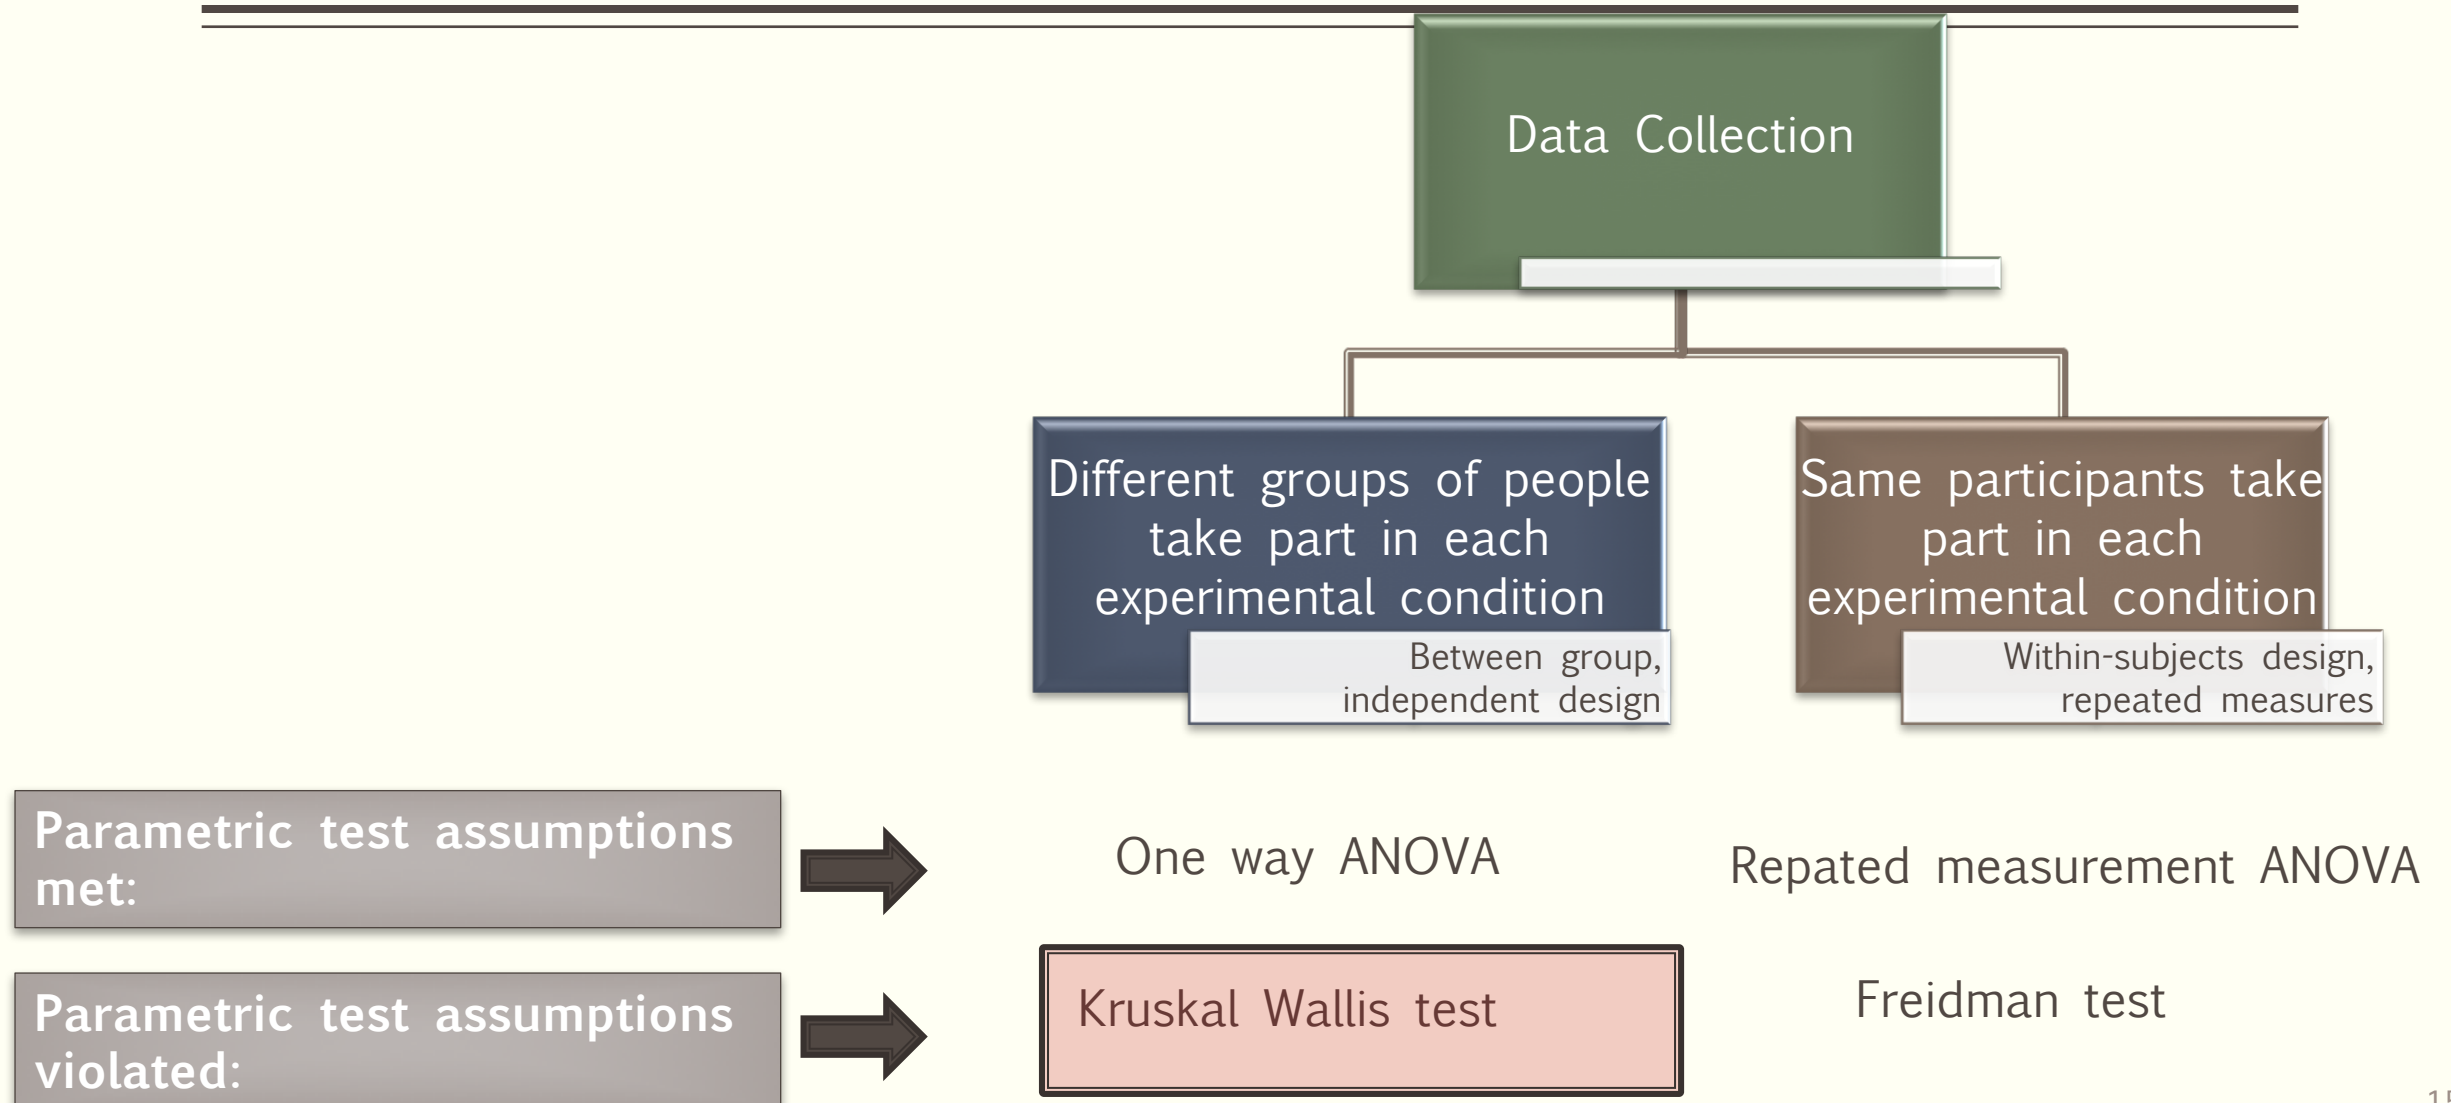 Data Collection
Different groups of people
take part in each
experimental condition
Between group,
independent design
Same participants take
part in each
experimental condition
Within-subjects design,
repeated measures
Parametric test assumptions
met:
One way ANOVA
Repated measurement ANOVA
Parametric test assumptions
violated:
Kruskal Wallis test
Freidman test